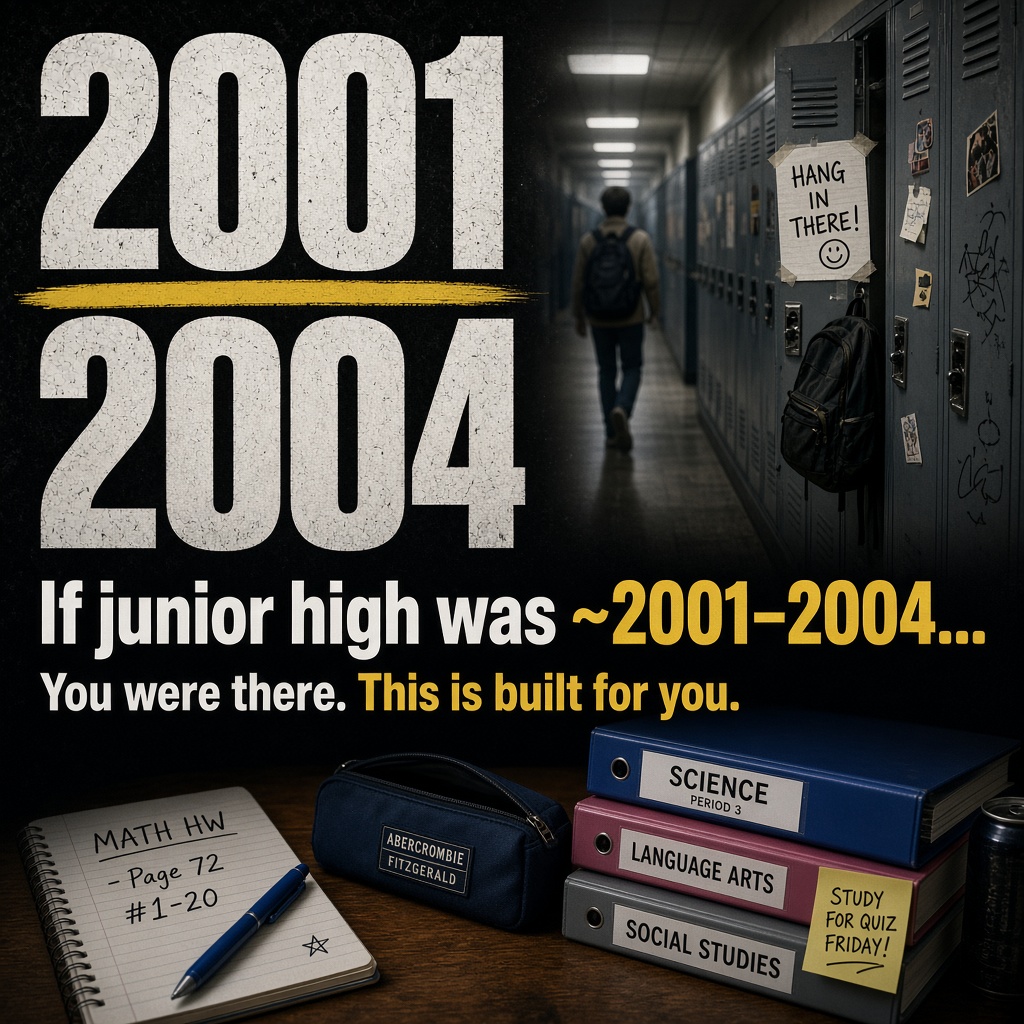 2001
2004
HANG
IN
THERE!
If junior high was ~2001–2004...
You were there. This is built for you.
MATH HW
- Page 72
#1-20
ABERCROMBIE
FITZGERALD
SCIENCE
PERIOD 3
LANGUAGE ARTS
SOCIAL STUDIES
STUDY
FOR QUIZ
FRIDAY!